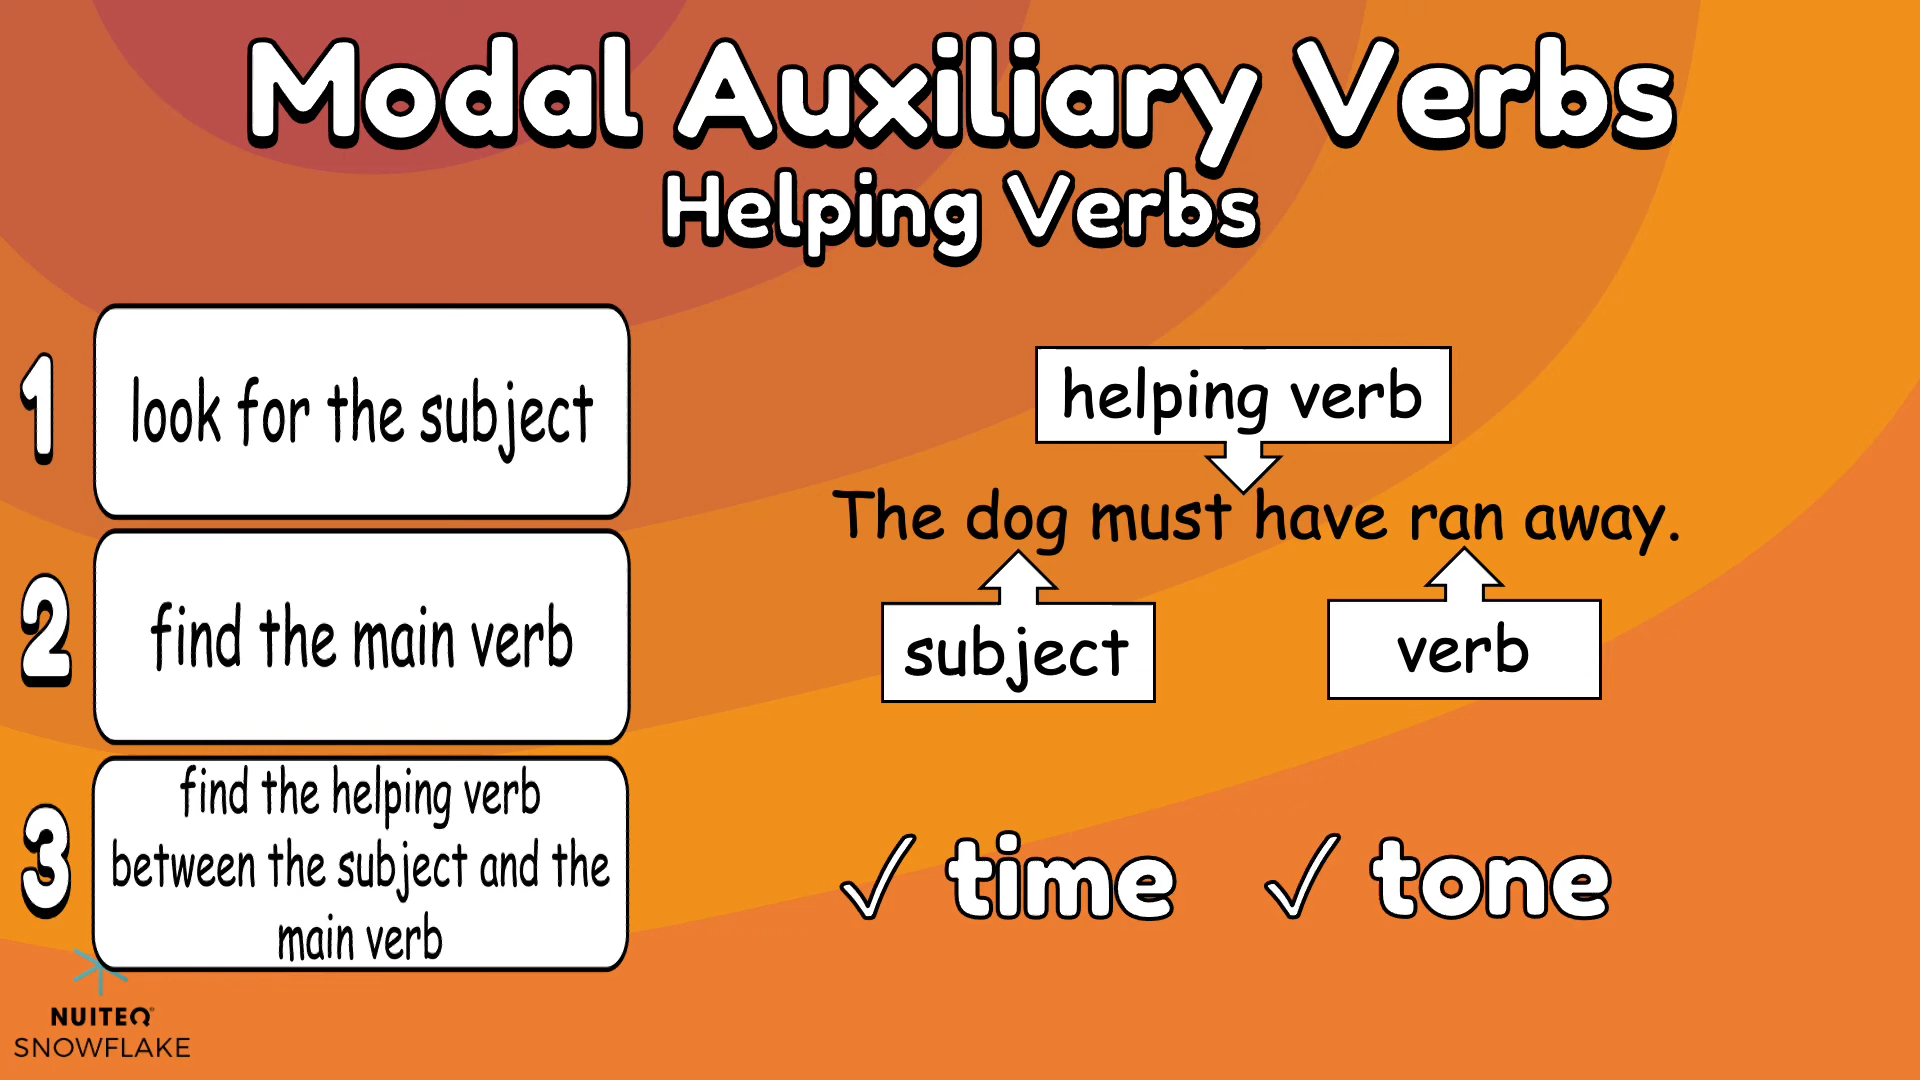 Modal Auxiliary Verbs
Helping Verbs
1
look for the subject
2
find the main verb
3
find the helping verb
between the subject and the
main verb
helping verb
The dog must have ran away.
subject
verb
✓ time
✓ tone
NUITEQ
SNOWFLAKE